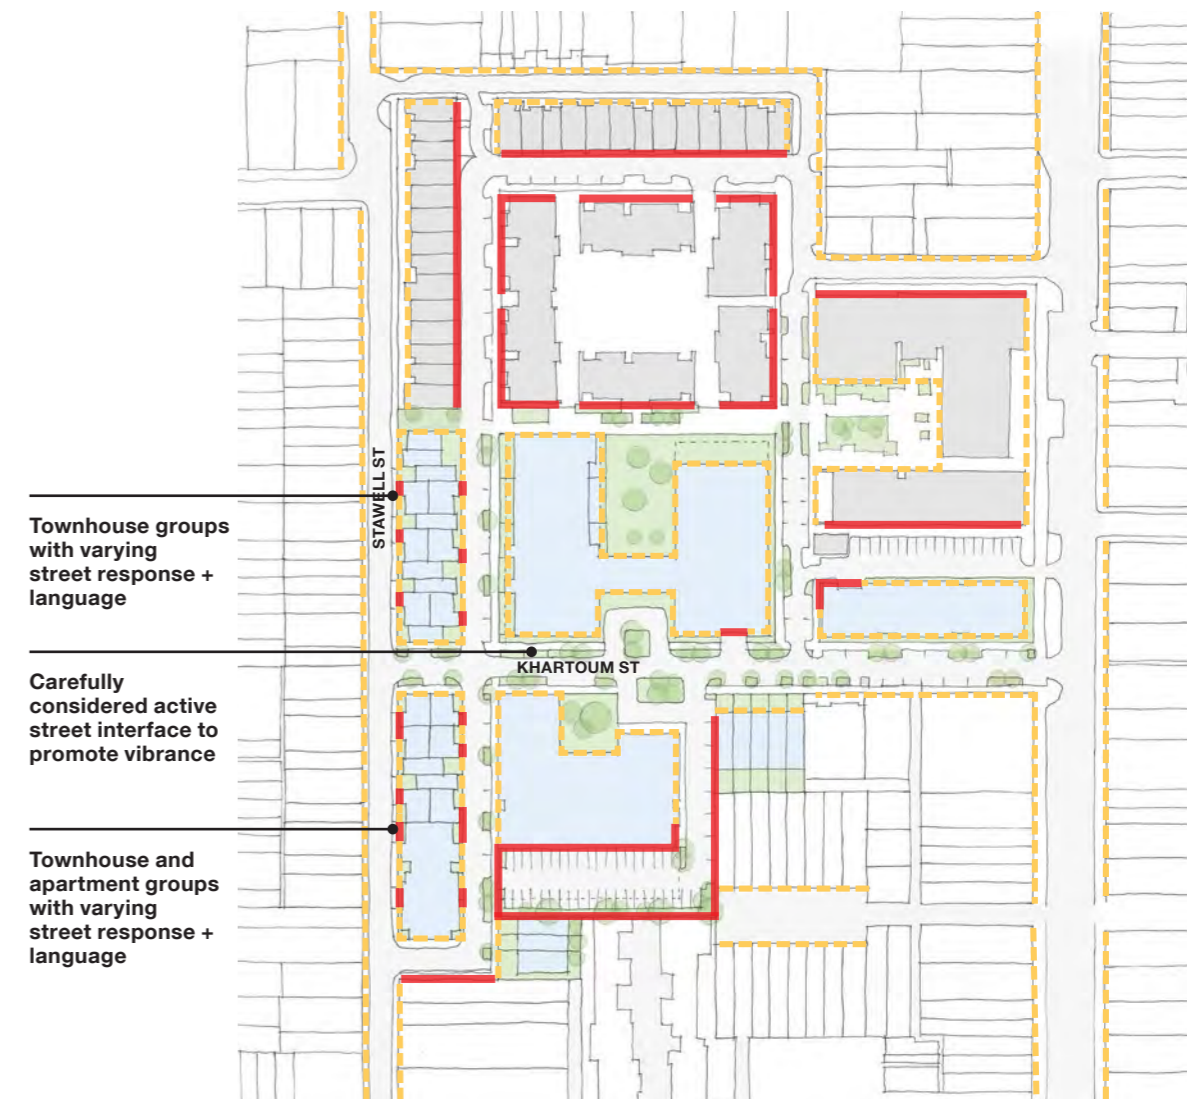 STAWELL ST
Townhouse groups
with varying
street response +
language
KHARTOUM ST
Carefully
considered active
street interface to
promote vibrance
Townhouse and
apartment groups
with varying
street response +
language